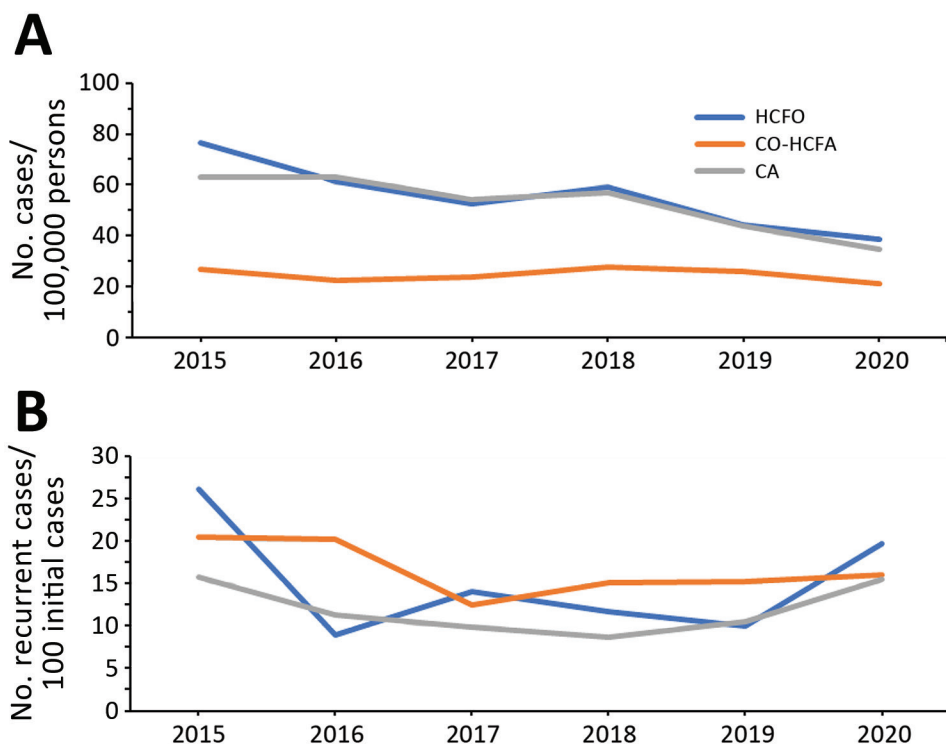 A
No. cases/
100,000 persons
100
80
60
40
20
0
HCFO
CO-HCFA
CA
2015 2016 2017 2018 2019 2020
B
No. recurrent cases/
100 initial cases
30
25
20
15
10
5
0
2015 2016 2017 2018 2019 2020